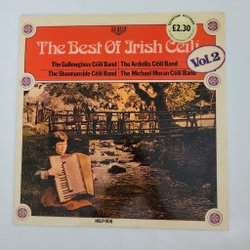 £2.30
The Best Of Irish Céilí
Vol.2
The Gallowglass Céilí Band The Ardellis Céilí Band
The Shannonside Céilí Band The Michael Moran Céilí Band